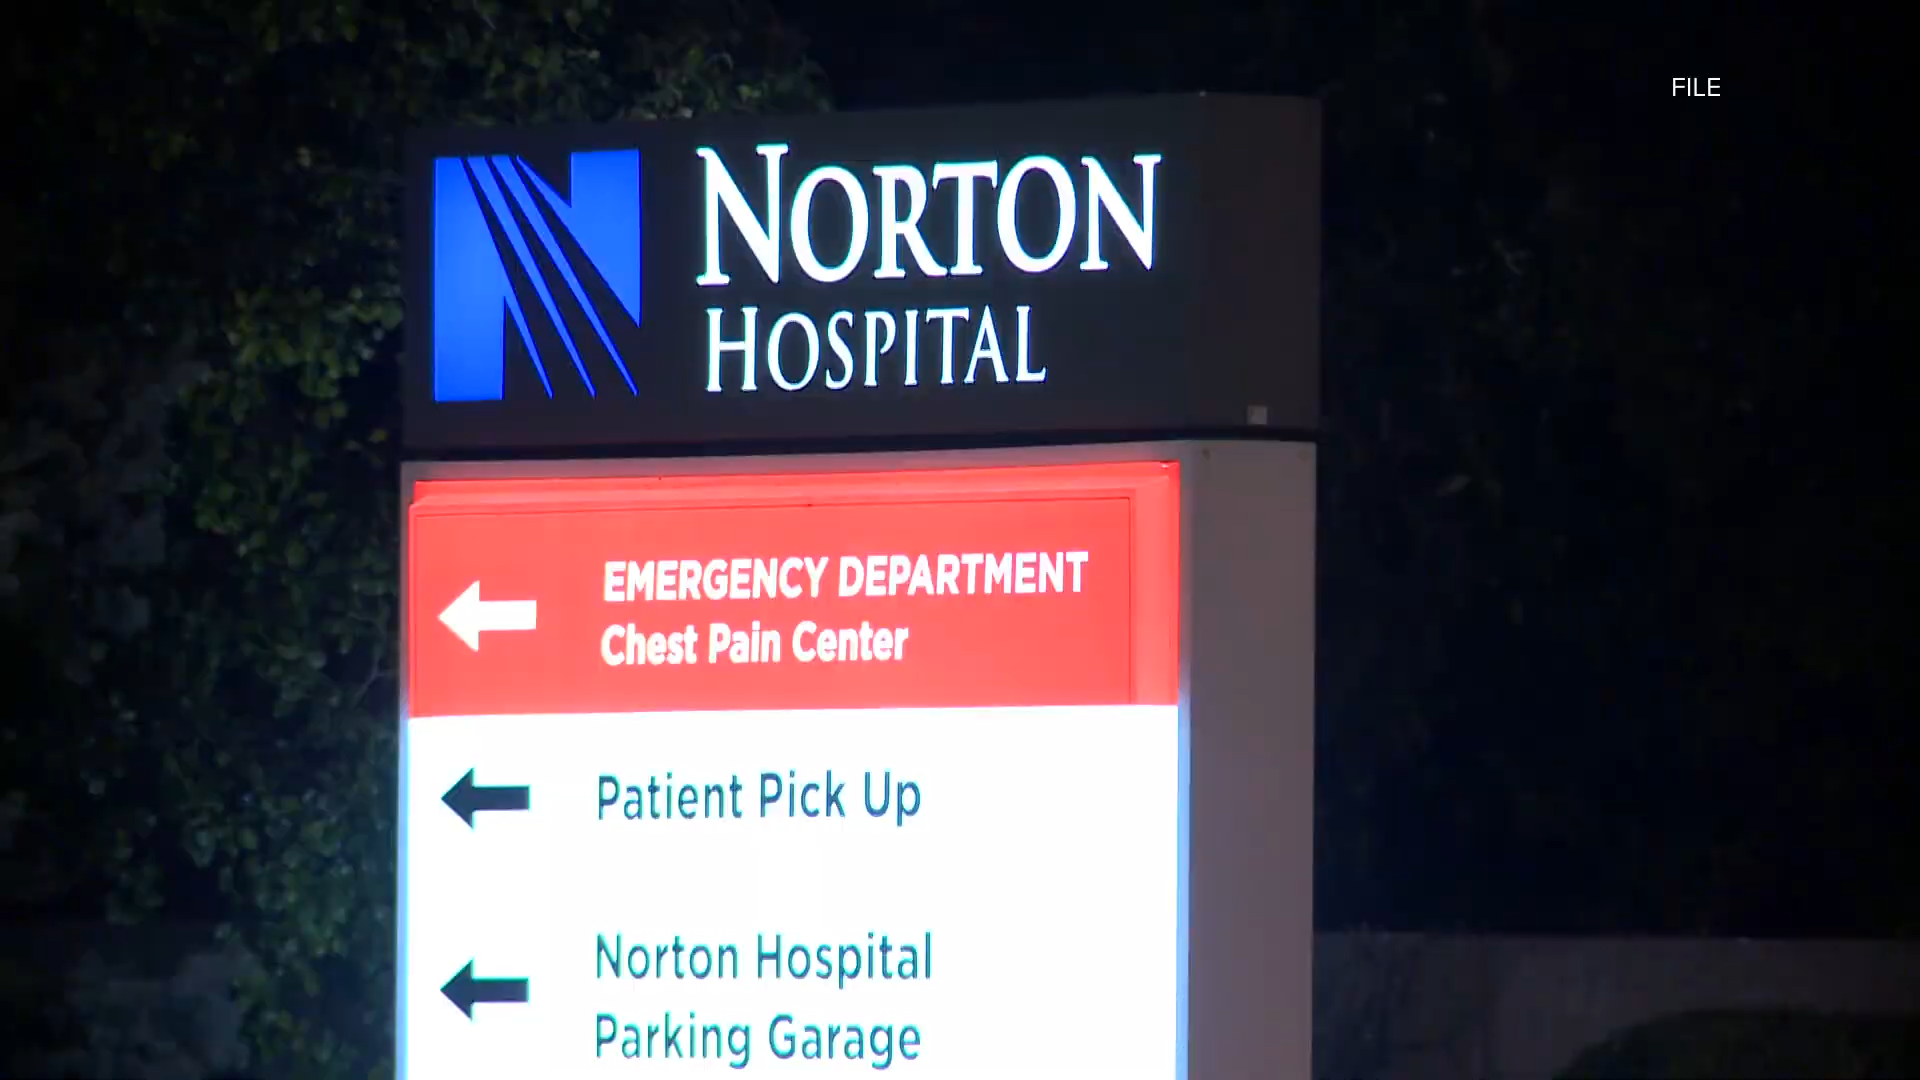 FILE
NORTON
HOSPITAL
EMERGENCY DEPARTMENT
Chest Pain Center
Patient Pick Up
Norton Hospital
Parking Garage